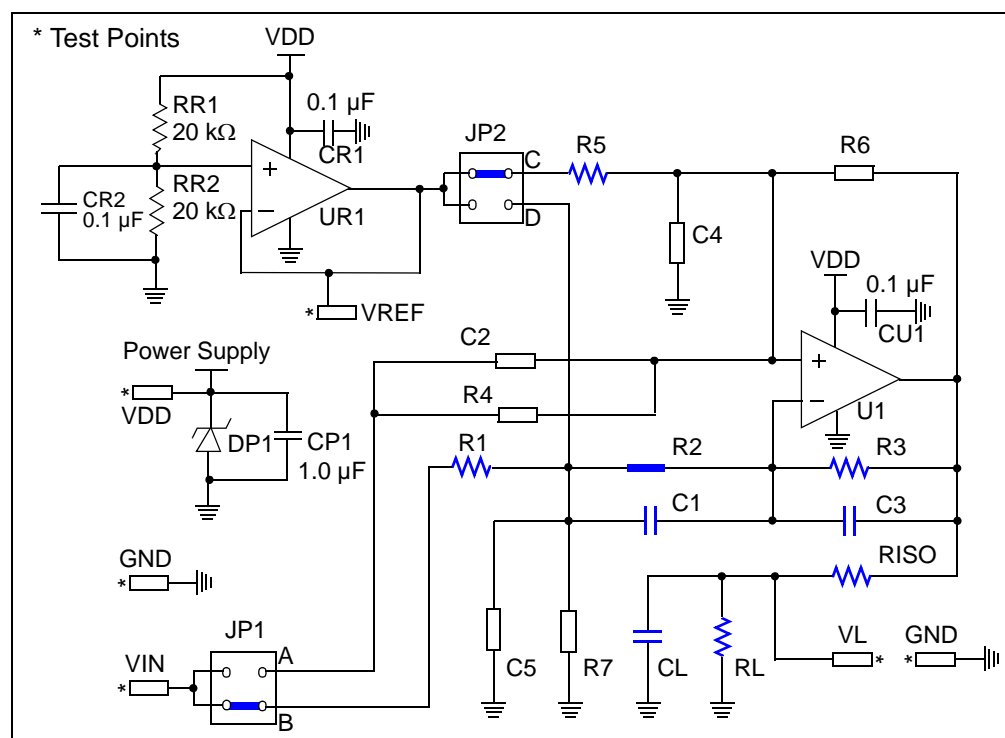 * Test Points
VDD
RR1
20 kΩ
0.1 µF
CR1
JP2
C
R5
R6
CR2
0.1 µF
RR2
20 kΩ
+
−
UR1
D
C4
* VREF
VDD
0.1 µF
CU1
Power Supply
* VDD
C2
R4
+
−
U1
DP1
CP1
1.0 µF
R1
R2
R3
C1
C3
GND
*
RISO
JP1
A
VIN
*
B
C5
R7
CL
RL
VL
*
GND
*